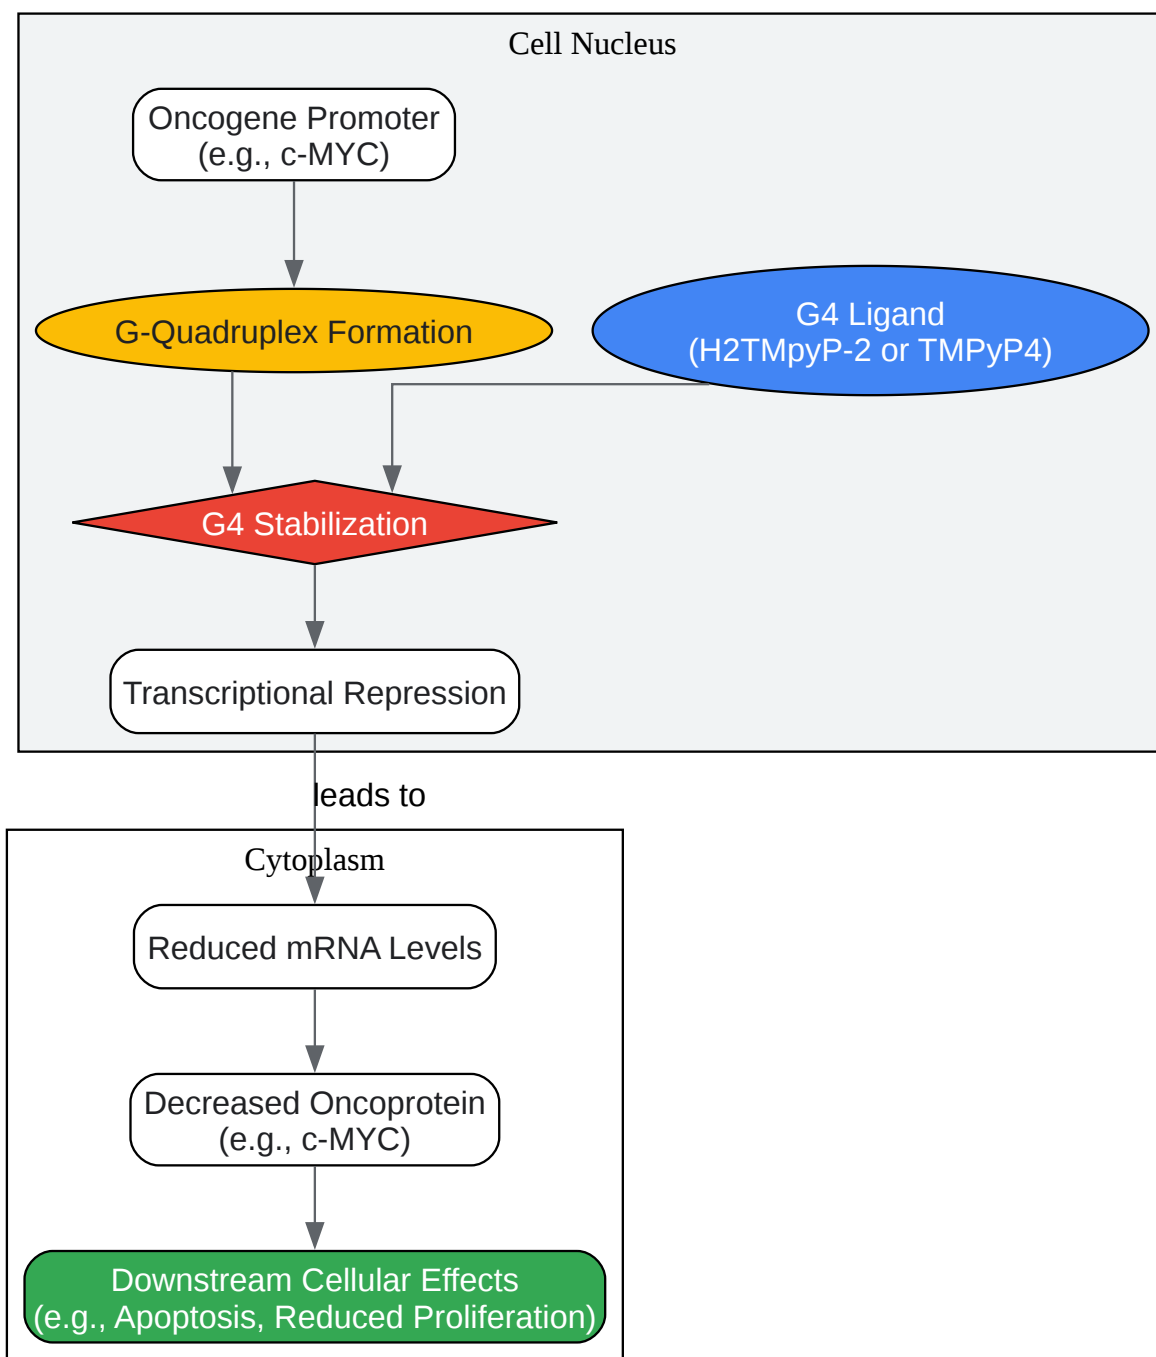 Cell Nucleus
Oncogene Promoter
(e.g., c-MYC)
G-Quadruplex Formation
G4 Ligand
(H2TMpyP-2 or TMPyP4)
G4 Stabilization
Transcriptional Repression
leads to
Cytoplasm
Reduced mRNA Levels
Decreased Oncoprotein
(e.g., c-MYC)
Downstream Cellular Effects
(e.g., Apoptosis, Reduced Proliferation)